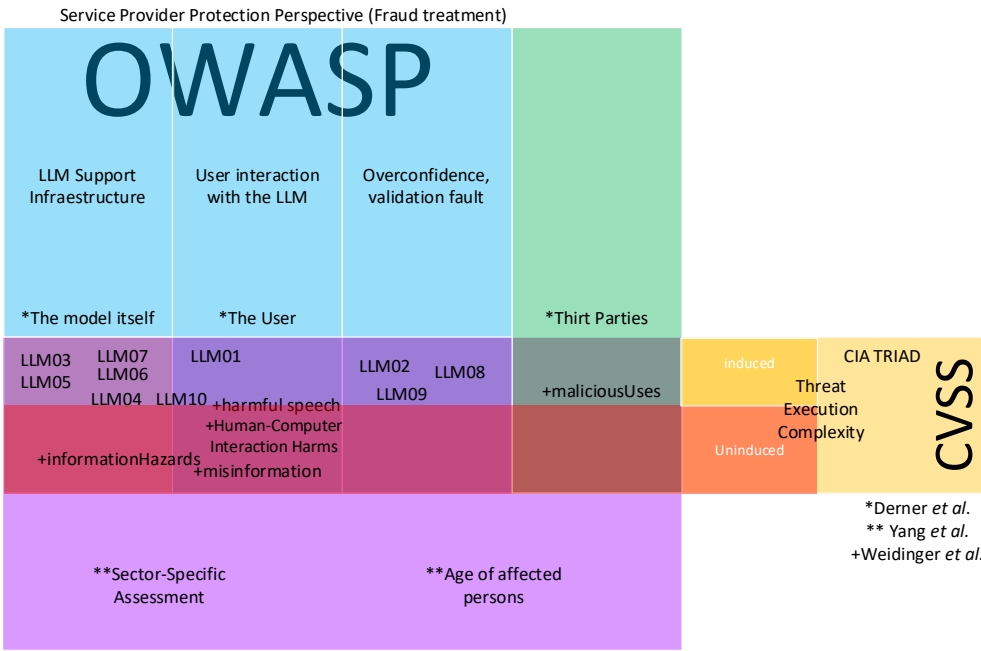 Service Provider Protection Perspective (Fraud treatment)
OWASP
LLM Support
Infraestructure
User interaction
with the LLM
Overconfidence,
validation fault
*The model itself
*The User
*Thirt Parties
LLM03
LLM05
LLM07
LLM06
LLM04
LLM10
LLM01
+harmful speech
+Human-Computer
Interaction Harms
+misinformation
+informationHazards
LLM02
LLM08
LLM09
+maliciousUses
induced
Uninduced
CIA TRIAD
Threat
Execution
Complexity
CVSS
*Derner et al.
** Yang et al.
+Weidinger et al.
**Sector-Specific
Assessment
**Age of affected
persons